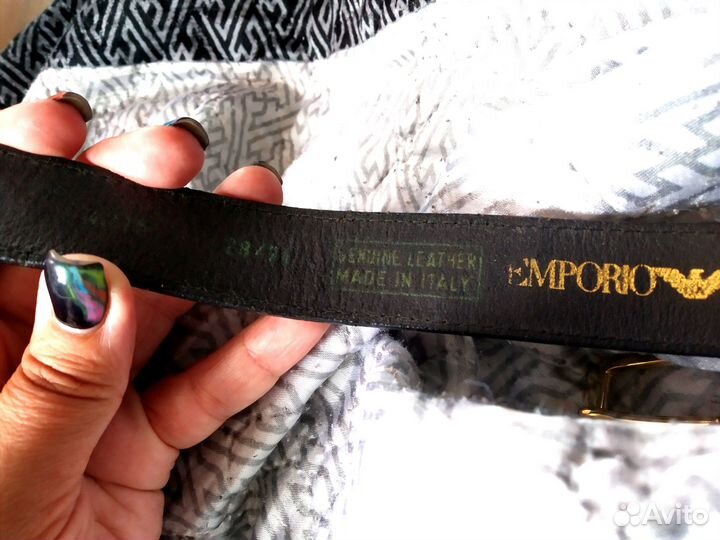 GENUINE LEATHER
MADE IN ITALY
EMPORIO
Avito